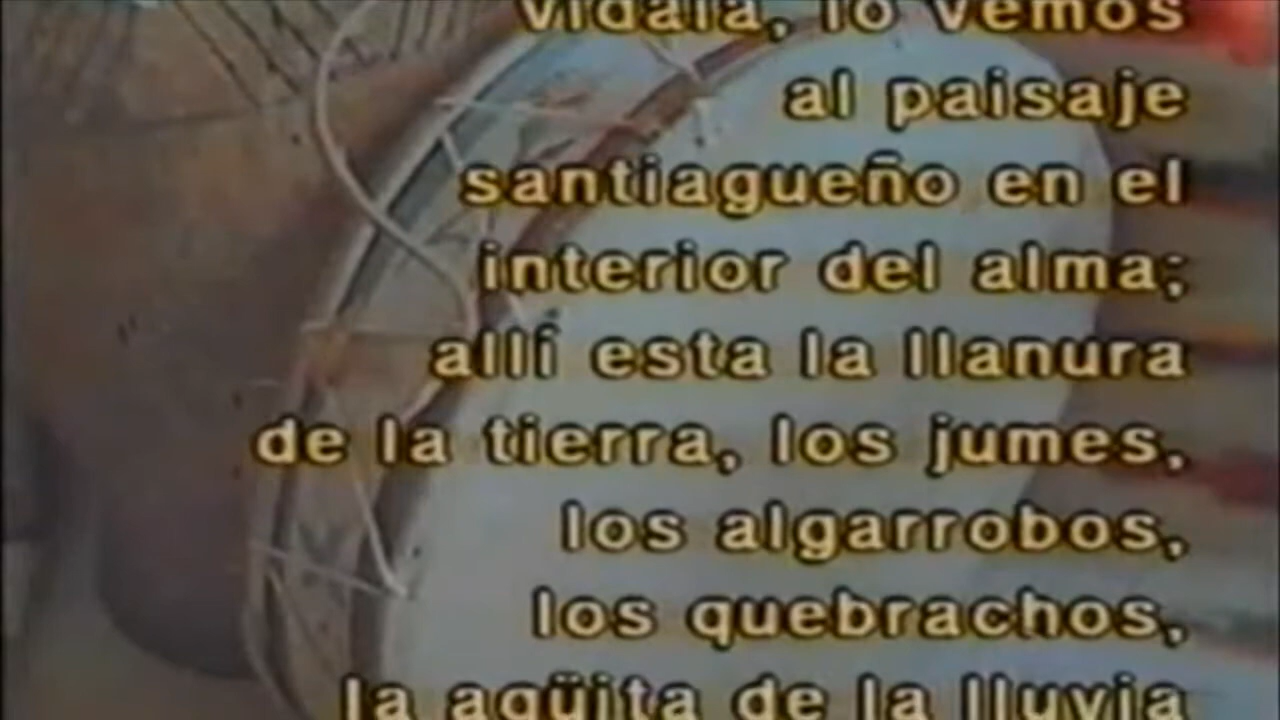 vidala, lo vemos
al paisaje
santiagueño en el
interior del alma;
allí esta la llanura
de la tierra, los jumes,
los algarrobos,
los quebrachos,
la agüita de la lluvia